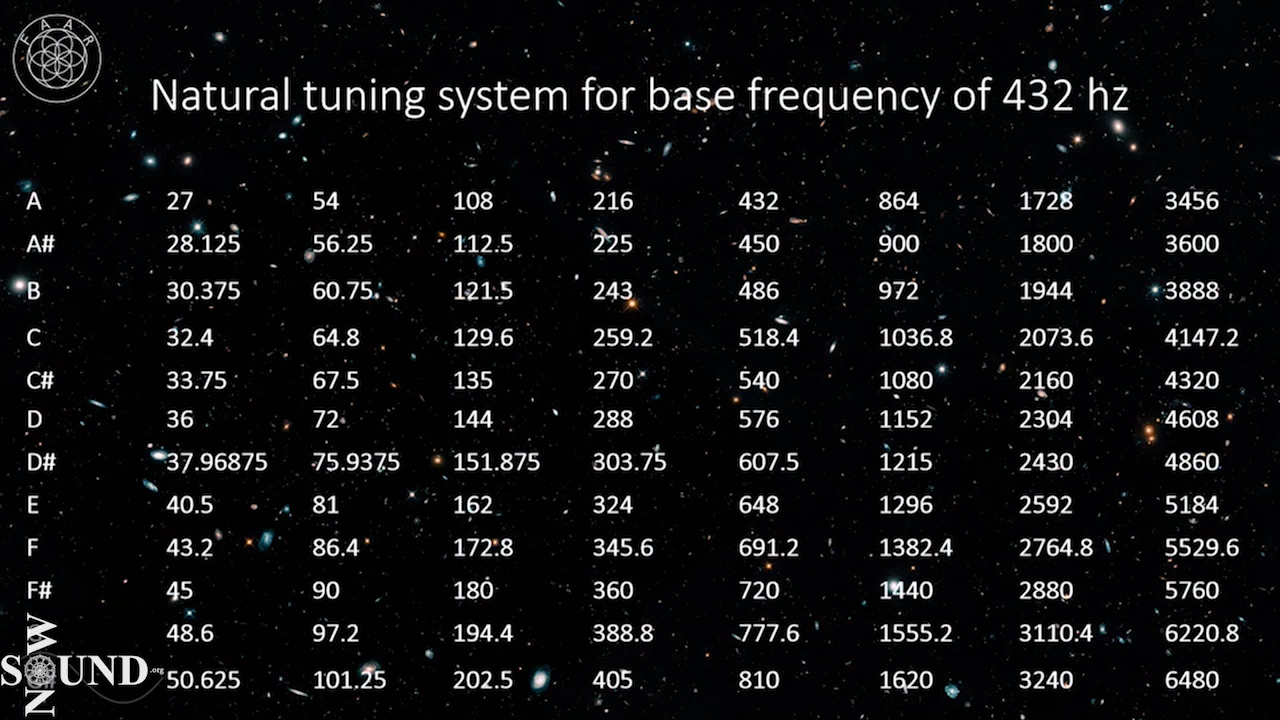 FAAR
Natural tuning system for base frequency of 432 hz
A 27 54 108 216 432 864 1728 3456
A# 28.125 56.25 112.5 225 450 900 1800 3600
B 30.375 60.75 121.5 243 486 972 1944 3888
C 32.4 64.8 129.6 259.2 518.4 1036.8 2073.6 4147.2
C# 33.75 67.5 135 270 540 1080 2160 4320
D 36 72 144 288 576 1152 2304 4608
D# 37.96875 75.9375 151.875 303.75 607.5 1215 2430 4860
E 40.5 81 162 324 648 1296 2592 5184
F 43.2 86.4 172.8 345.6 691.2 1382.4 2764.8 5529.6
F# 45 90 180 360 720 1440 2880 5760
48.6 97.2 194.4 388.8 777.6 1555.2 3110.4 6220.8
50.625 101.25 202.5 405 810 1620 3240 6480
NOW
SOUND.org